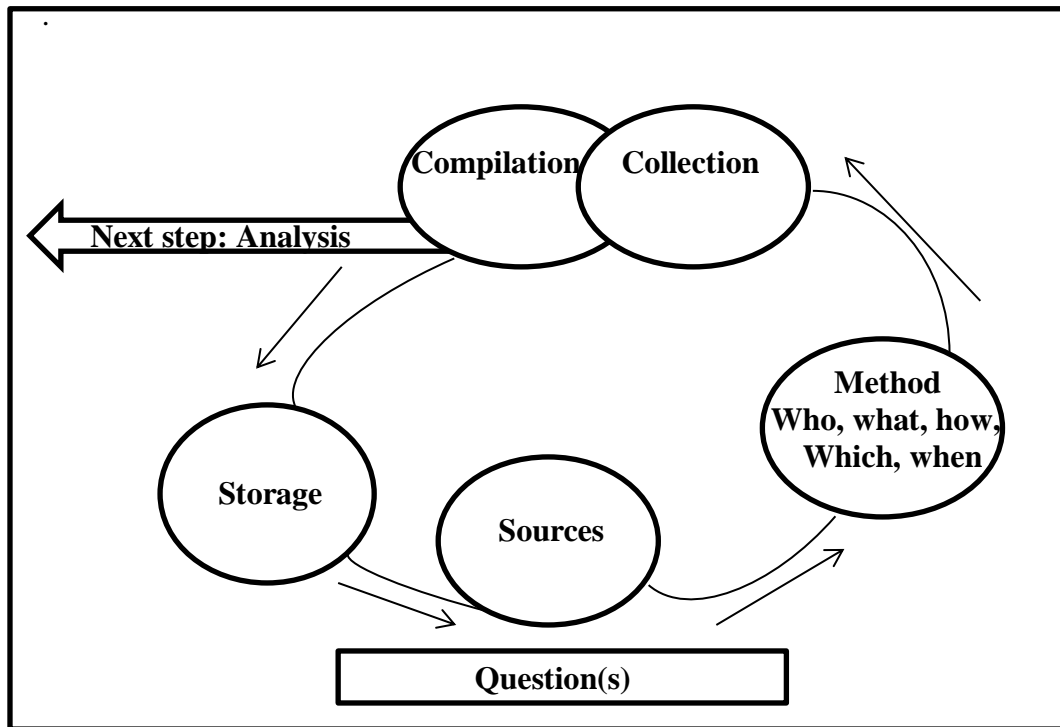 .
Compilation
Collection
Next step: Analysis
Method
Who, what, how,
Which, when
Storage
Sources
Question(s)